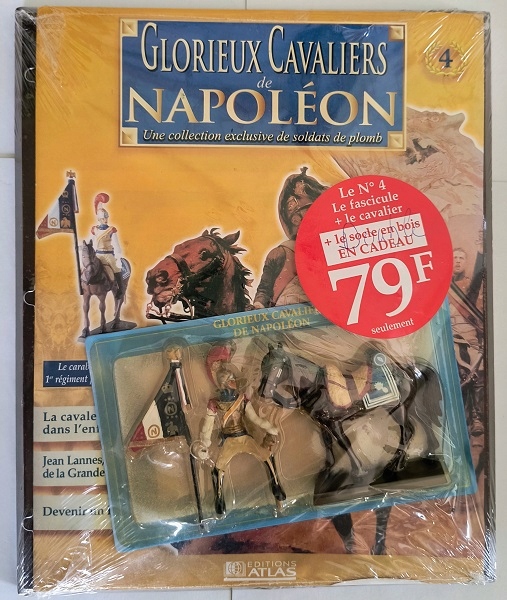 GLORIEUX CAVALIERS
de
NAPOLÉON
Une collection exclusive de soldats de plomb
4
Le N° 4
Le fascicule
+ le cavalier
+ le socle en bois
EN CADEAU
79F
seulement
GLORIEUX CAVALIE
DE NAPOLÉON
Le carab
1er régiment
La cavale
dans l'enf
Jean Lannes,
de la Grande
Devenir un
N
EDITIONS
ATLAS